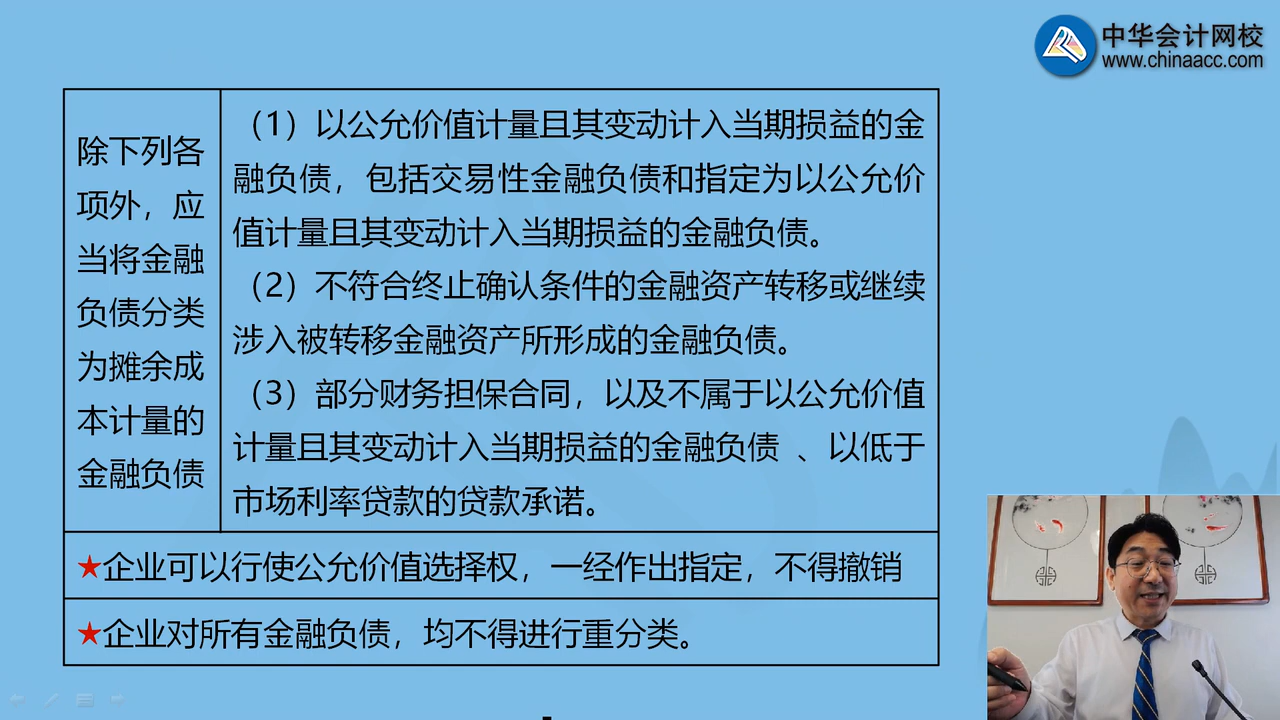 中华会计网校
www.chinaacc.com
除下列各
项外，应
当将金融
负债分类
为摊余成
本计量的
金融负债
（1）以公允价值计量且其变动计入当期损益的金
融负债，包括交易性金融负债和指定为以公允价
值计量且其变动计入当期损益的金融负债。
（2）不符合终止确认条件的金融资产转移或继续
涉入被转移金融资产所形成的金融负债。
（3）部分财务担保合同，以及不属于以公允价值
计量且其变动计入当期损益的金融负债 、以低于
市场利率贷款的贷款承诺。
★企业可以行使公允价值选择权，一经作出指定，不得撤销
★企业对所有金融负债，均不得进行重分类。